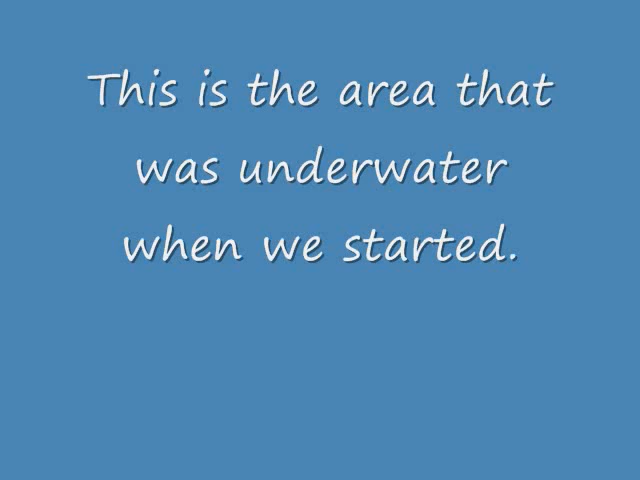 This is the area that
was underwater
when we started.